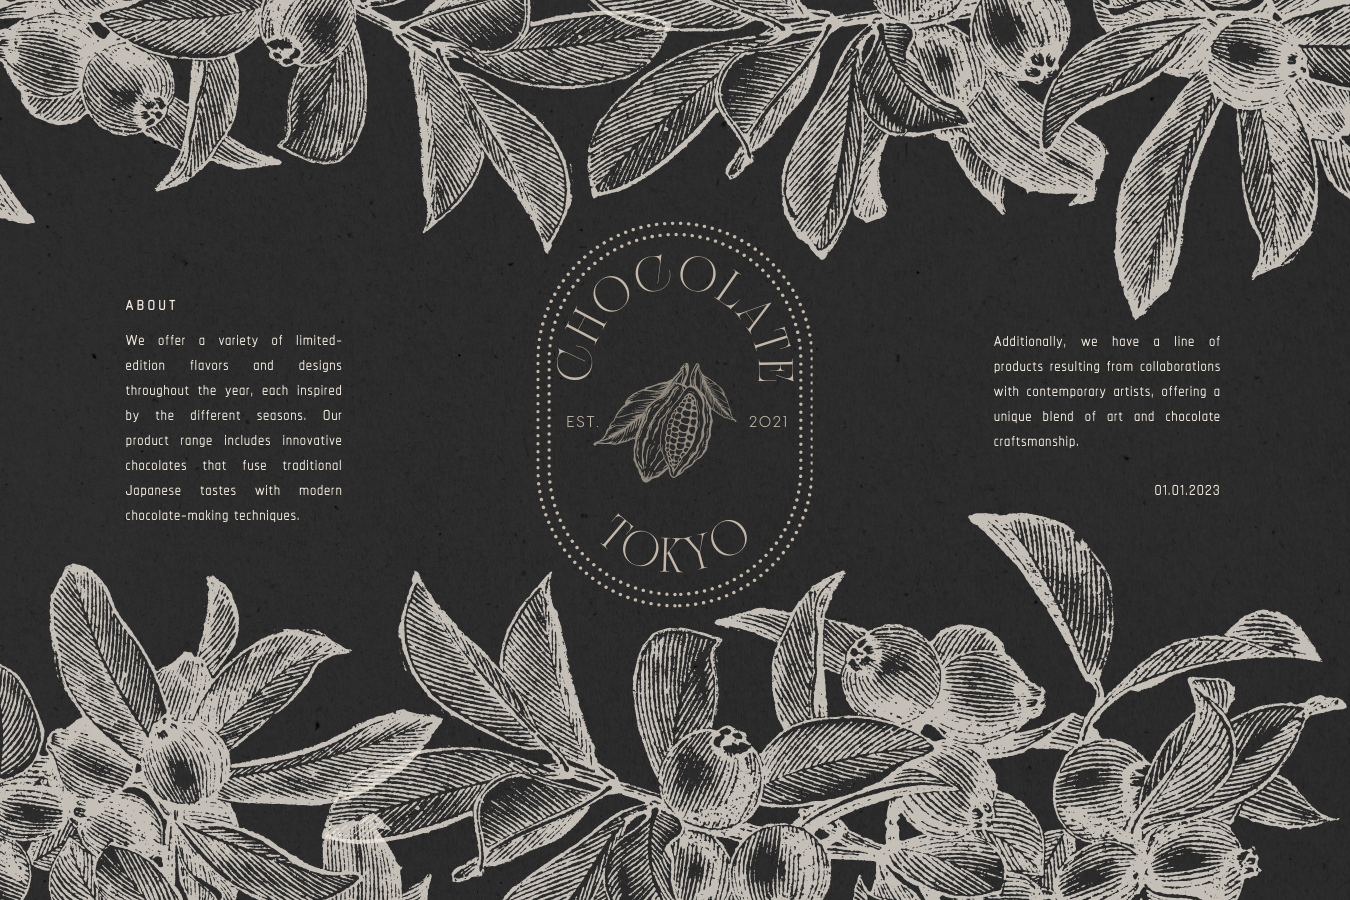 ABOUT
We offer a variety of limited-
edition flavors and designs
throughout the year, each inspired
by the different seasons. Our
product range includes innovative
chocolates that fuse traditional
Japanese tastes with modern
chocolate-making techniques.
CHOCOLATE
EST. 2021
TOKYO
Additionally, we have a line of
products resulting from collaborations
with contemporary artists, offering a
unique blend of art and chocolate
craftsmanship.
01.01.2023